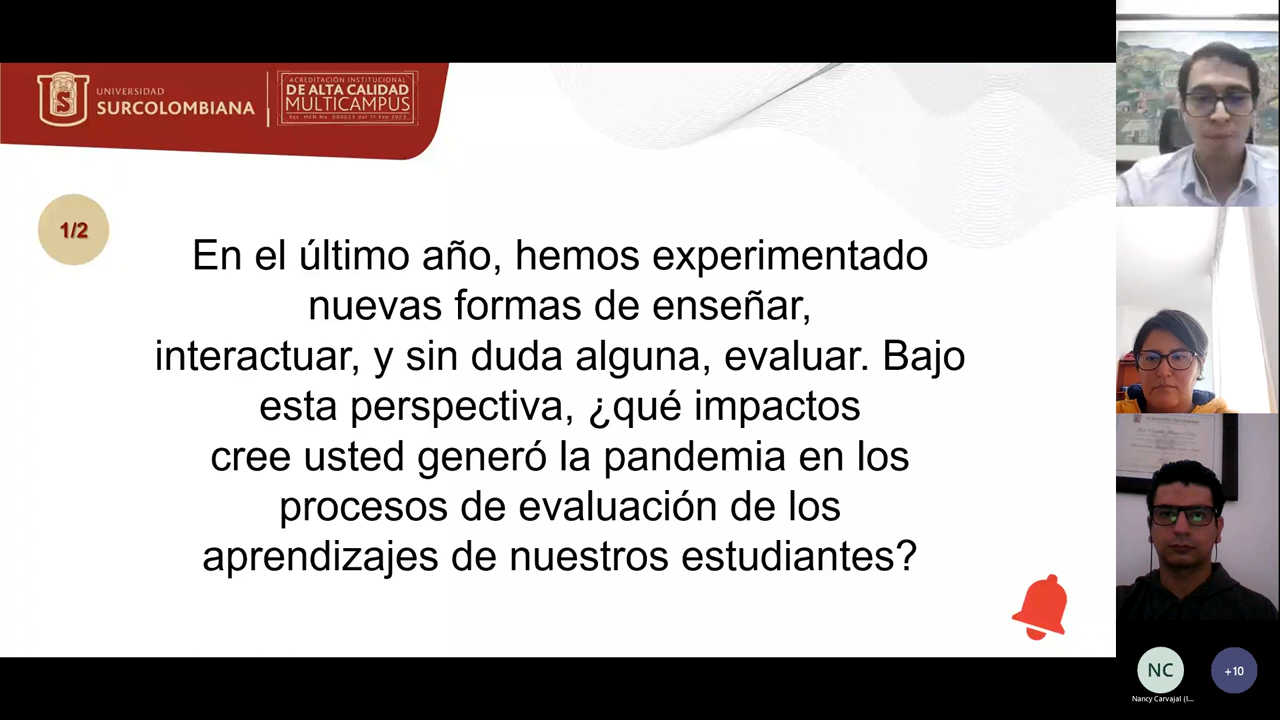 UNIVERSIDAD
SURCOLOMBIANA
ACREDITACIÓN INSTITUCIONAL
DE ALTA CALIDAD
MULTICAMPUS
1/2
En el último año, hemos experimentado
nuevas formas de enseñar,
interactuar, y sin duda alguna, evaluar. Bajo
esta perspectiva, ¿qué impactos
cree usted generó la pandemia en los
procesos de evaluación de los
aprendizajes de nuestros estudiantes?
NC
+10
Nancy Carvajal (I...